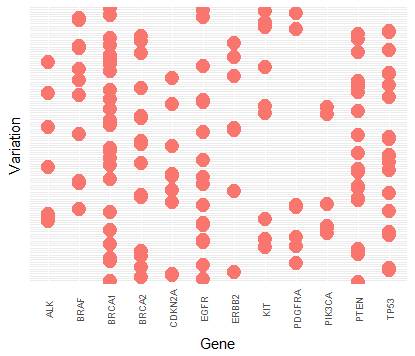 Variation
ALK
BRAF
BRCA1
BRCA2
CDKN2A
EGFR
ERBB2
KIT
PDGFRA
PIK3CA
PTEN
TP53
Gene